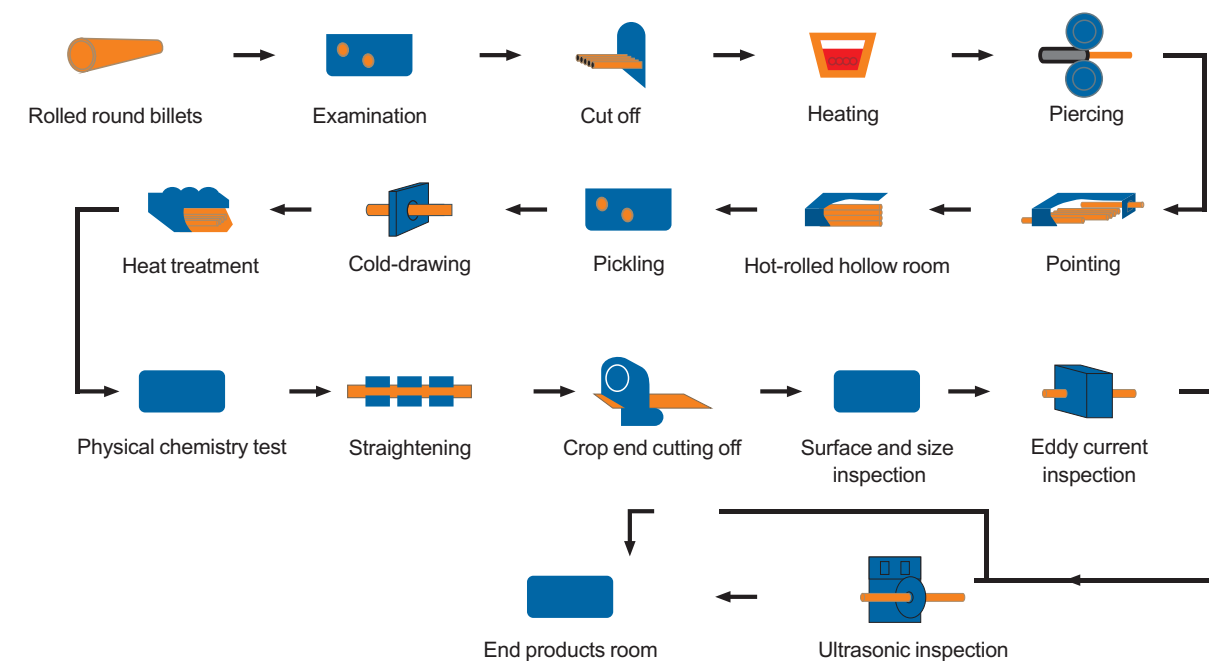 Rolled round billets
Examination
Cut off
Heating
Piercing
Heat treatment
Cold-drawing
Pickling
Hot-rolled hollow room
Pointing
Physical chemistry test
Straightening
Crop end cutting off
Surface and size
inspection
Eddy current
inspection
End products room
Ultrasonic inspection